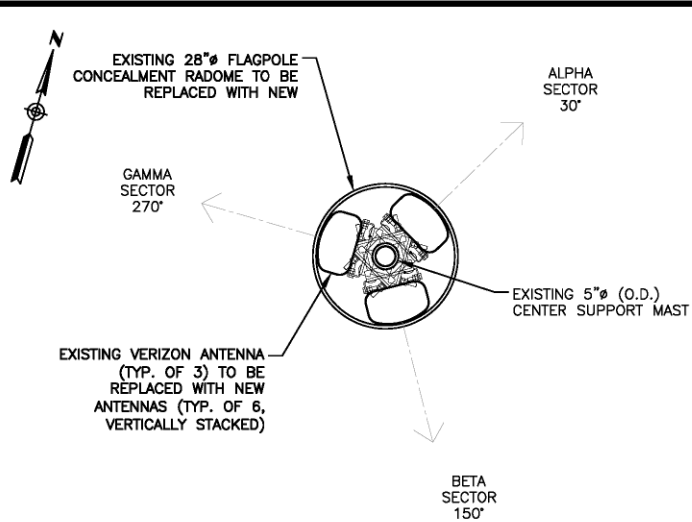 N
EXISTING 28"ø FLAGPOLE
CONCEALMENT RADOME TO BE
REPLACED WITH NEW
ALPHA
SECTOR
30°
GAMMA
SECTOR
270°
EXISTING 5"ø (O.D.)
CENTER SUPPORT MAST
EXISTING VERIZON ANTENNA
(TYP. OF 3) TO BE
REPLACED WITH NEW
ANTENNAS (TYP. OF 6,
VERTICALLY STACKED)
BETA
SECTOR
150°